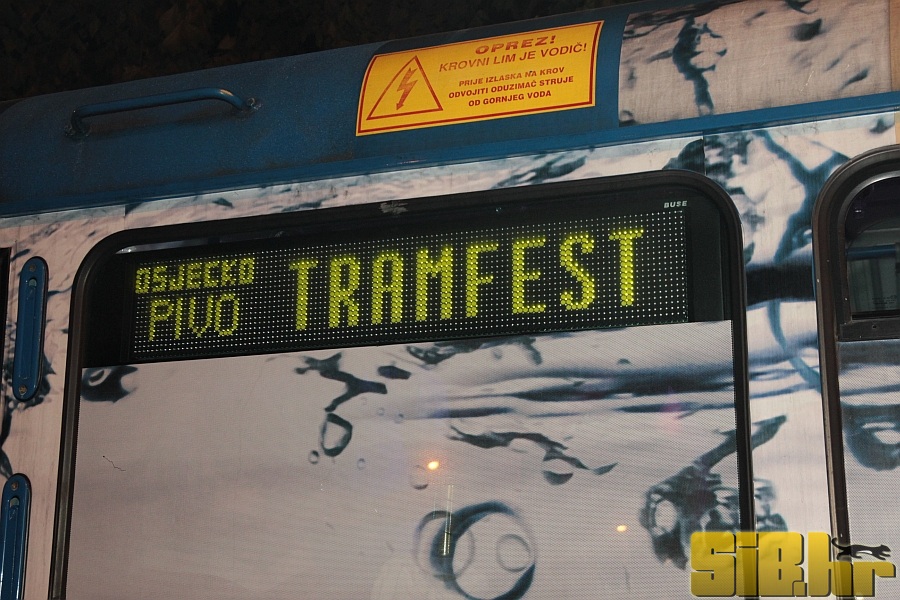 OPREZ!
KROVNI LIM JE VODIČ!
PRIJE IZLASKA NA KROV
ODVOJITI ODUZIMAČ STRUJE
OD GORNJEG VODA
BUSE
OSJECKO
PIVO
TRAMFEST
SiB.hr